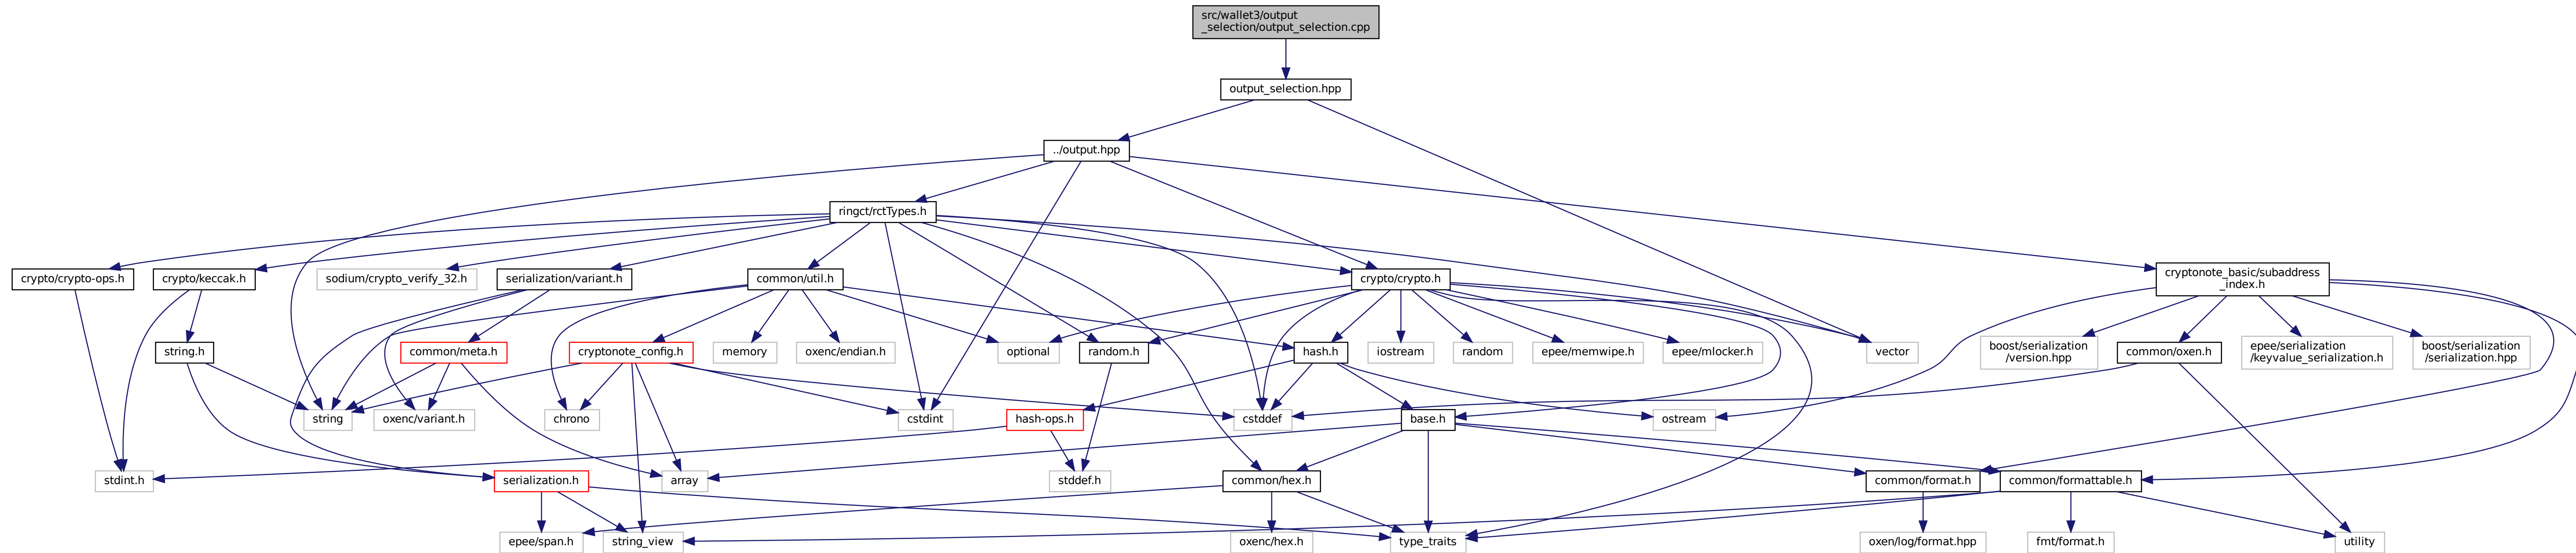 src/wallet3/output
_selection/output_selection.cpp
output_selection.hpp
../output.hpp
ringct/rctTypes.h
crypto/crypto-ops.h
crypto/keccak.h
sodium/crypto_verify_32.h
serialization/variant.h
common/util.h
crypto/crypto.h
cryptonote_basic/subaddress
_index.h
string.h
common/meta.h
cryptonote_config.h
memory
oxenc/endian.h
optional
random.h
hash.h
iostream
random
epee/memwipe.h
epee/mlocker.h
vector
boost/serialization
/version.hpp
common/oxen.h
epee/serialization
/keyvalue_serialization.h
boost/serialization
/serialization.hpp
string
oxenc/variant.h
chrono
cstdint
hash-ops.h
cstddef
base.h
ostream
stdint.h
serialization.h
array
stddef.h
common/hex.h
common/format.h
common/formattable.h
epee/span.h
string_view
oxenc/hex.h
type_traits
oxen/log/format.hpp
fmt/format.h
utility